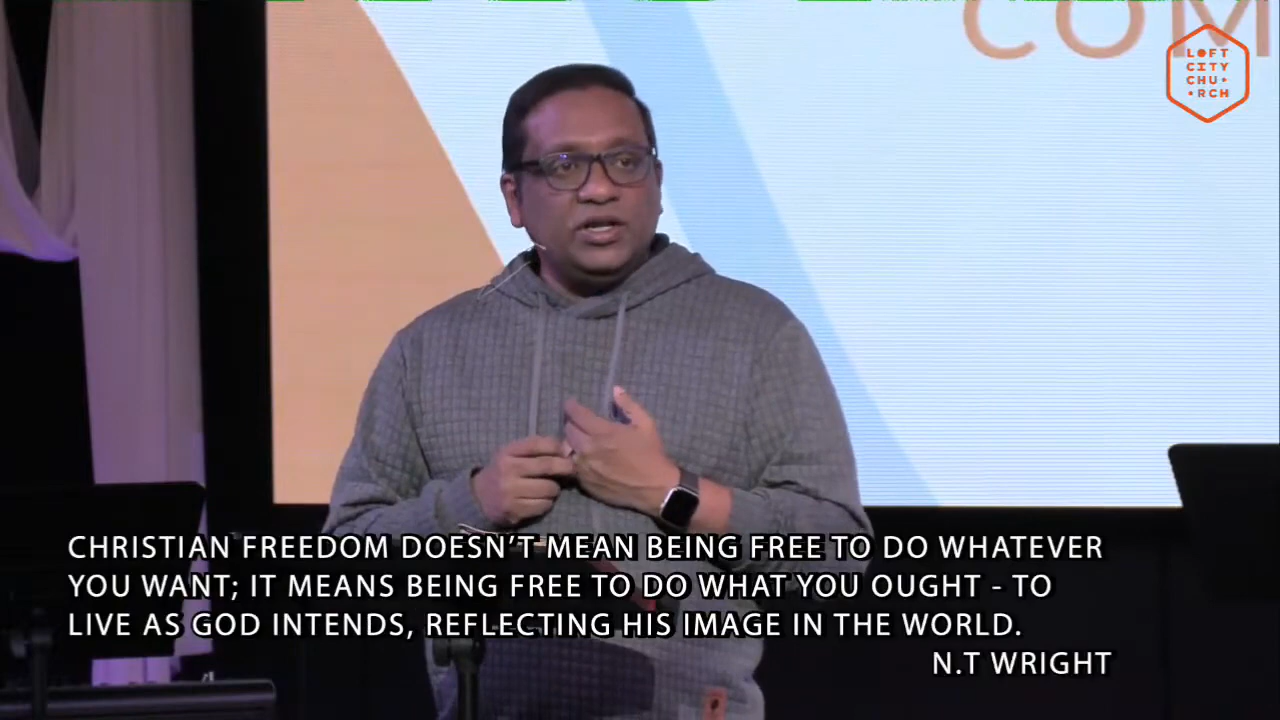 COM
LOFT
CITY
CHU•
•RCH
CHRISTIAN FREEDOM DOESN'T MEAN BEING FREE TO DO WHATEVER
YOU WANT; IT MEANS BEING FREE TO DO WHAT YOU OUGHT - TO
LIVE AS GOD INTENDS, REFLECTING HIS IMAGE IN THE WORLD.
N.T WRIGHT